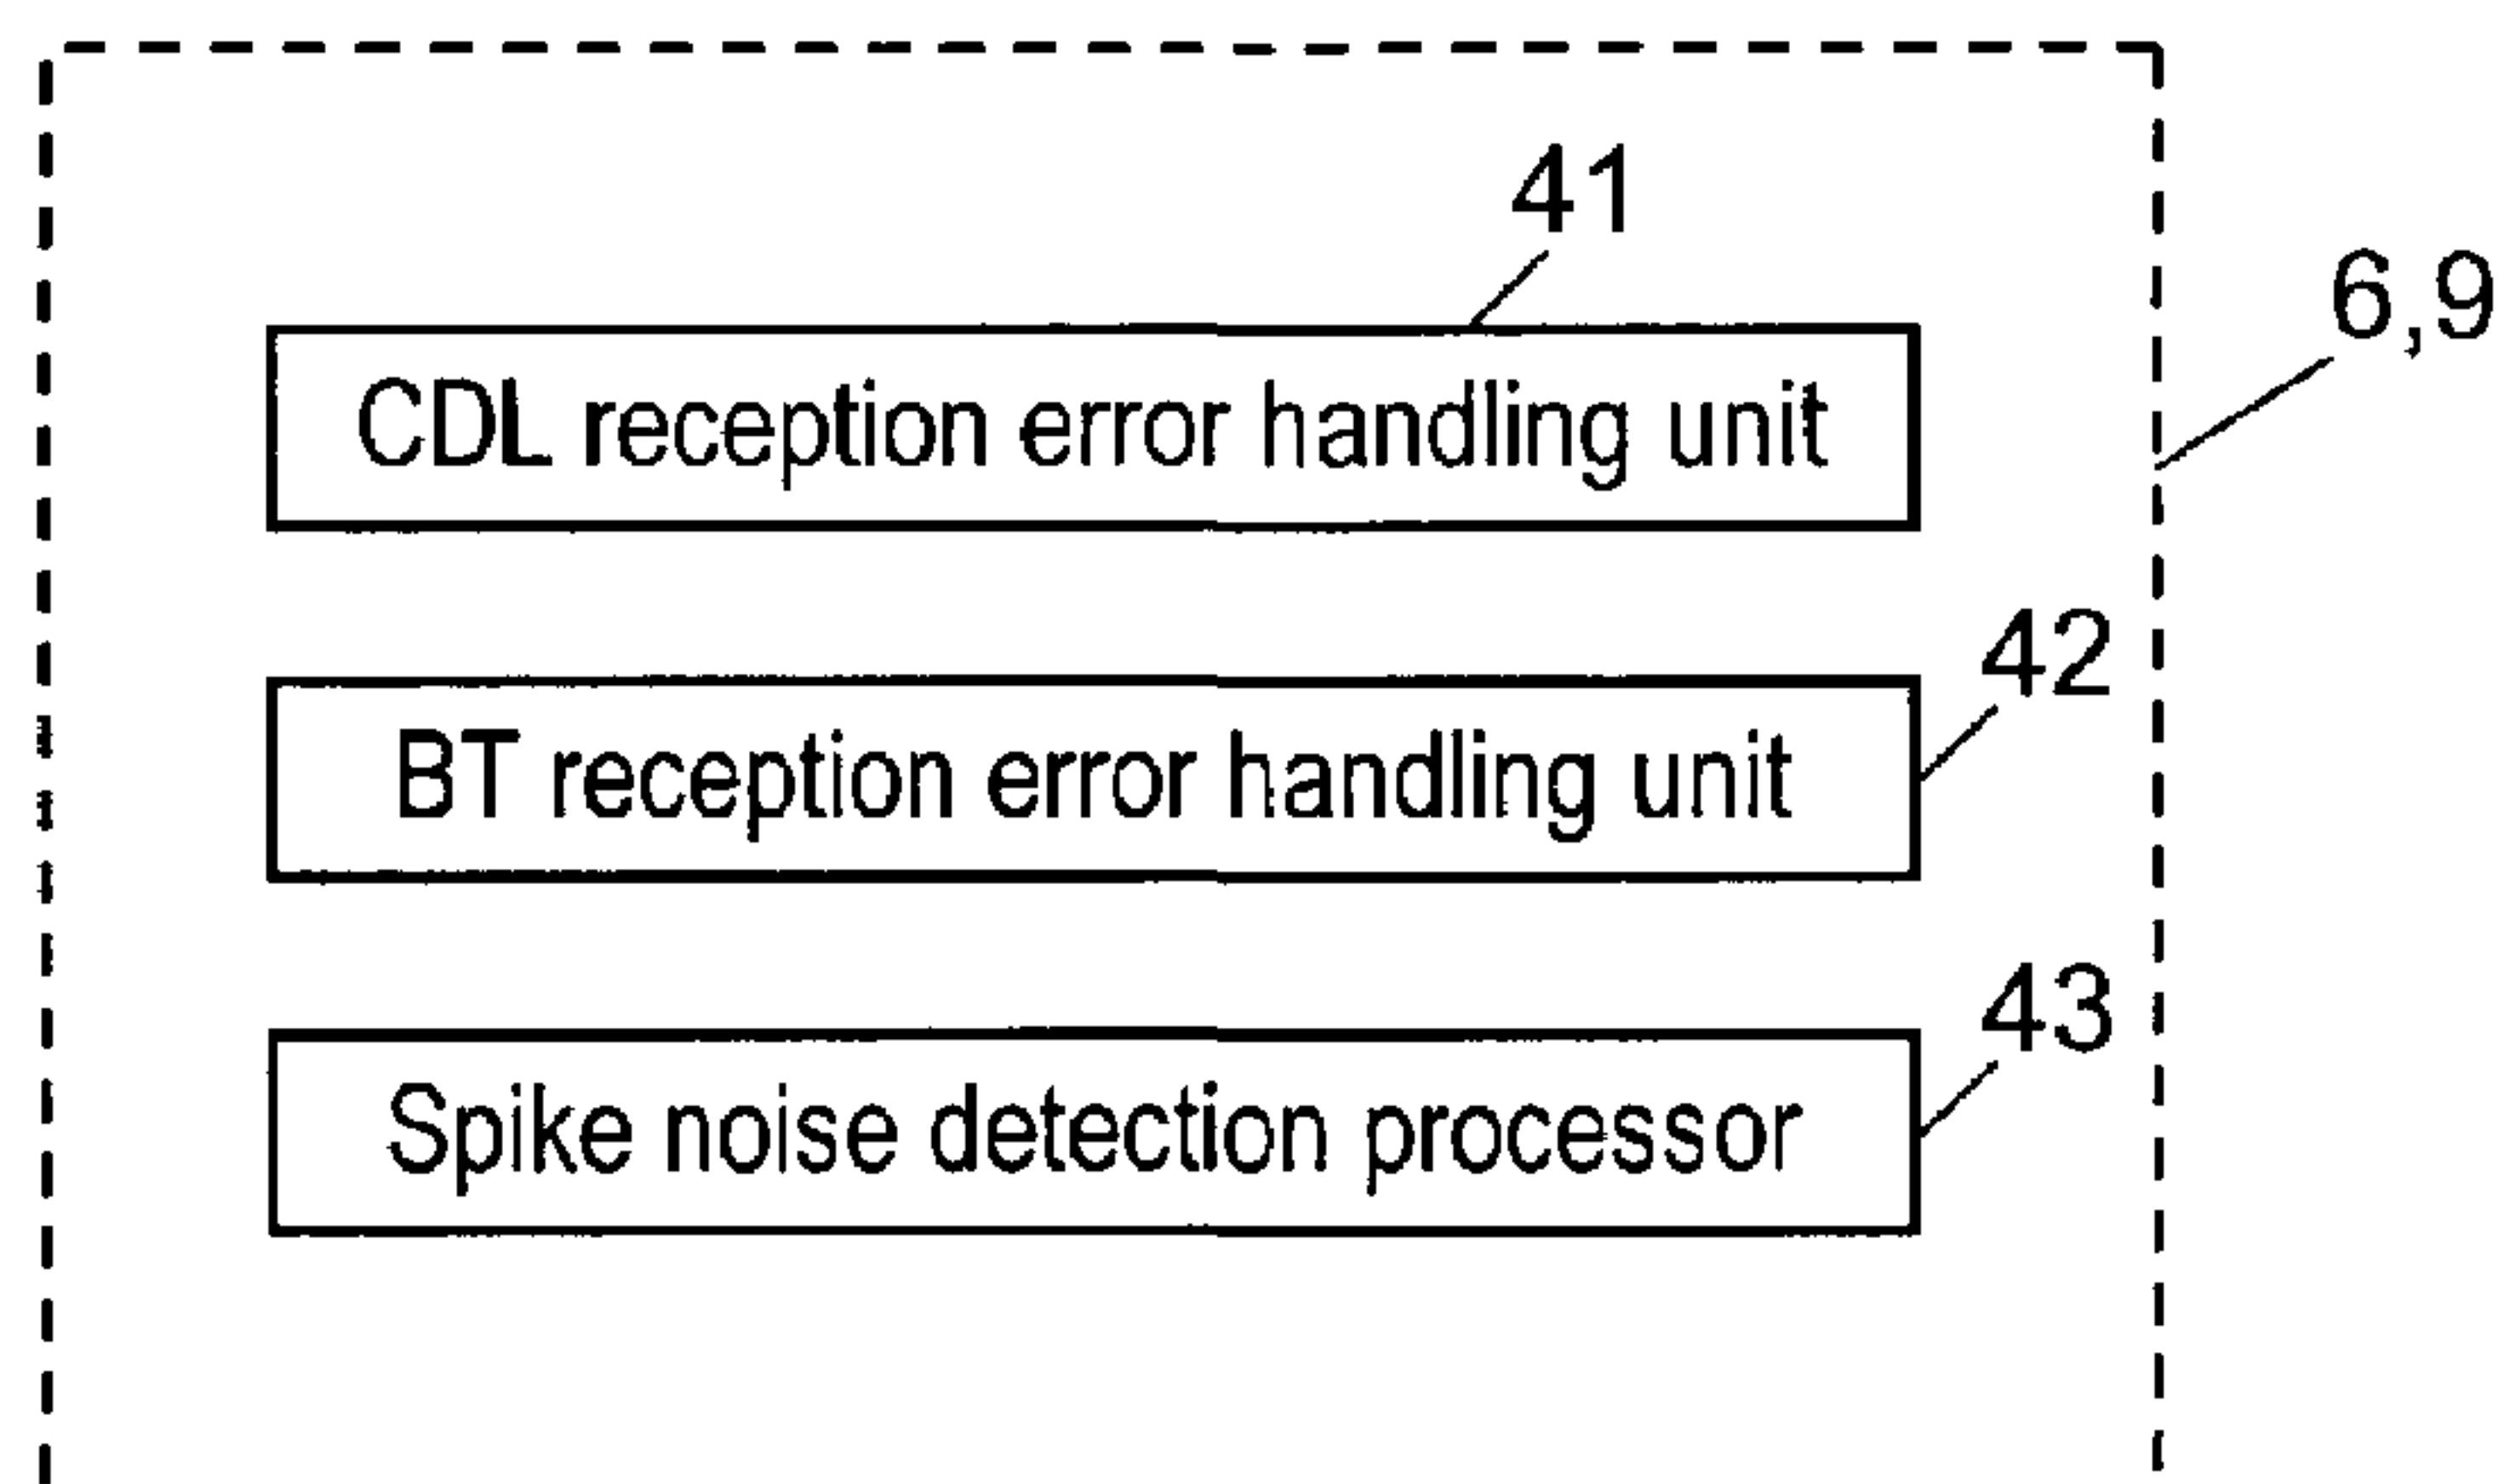 41
6,9
CDL reception error handling unit
42
BT reception error handling unit
43
Spike noise detection processor